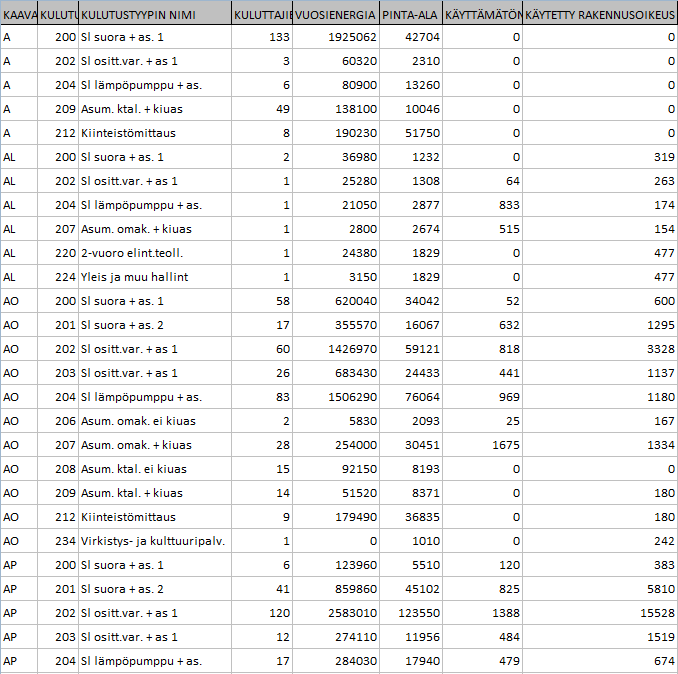 KAAVA KULUTU KULUTUSTYYPIN NIMI KULUTTAJIE VUOSIENERGIA PINTA-ALA KÄYTTÄMÄTÖN KÄYTETTY RAKENNUSOIKEUS
A 200 Sl suora + as. 1 133 1925062 42704 0 0
A 202 Sl ositt.var. + as 1 3 60320 2310 0 0
A 204 Sl lämpöpumppu + as. 6 80900 13260 0 0
A 209 Asum. ktal. + kiuas 49 138100 10046 0 0
A 212 Kiinteistömittaus 8 190230 51750 0 0
AL 200 Sl suora + as. 1 2 36980 1232 0 319
AL 202 Sl ositt.var. + as 1 1 25280 1308 64 263
AL 204 Sl lämpöpumppu + as. 1 21050 2877 833 174
AL 207 Asum. omak. + kiuas 1 2800 2674 515 154
AL 220 2-vuoro elint.teoll. 1 24380 1829 0 477
AL 224 Yleis ja muu hallint 1 3150 1829 0 477
AO 200 Sl suora + as. 1 58 620040 34042 52 600
AO 201 Sl suora + as. 2 17 355570 16067 632 1295
AO 202 Sl ositt.var. + as 1 60 1426970 59121 818 3328
AO 203 Sl ositt.var. + as 1 26 683430 24433 441 1137
AO 204 Sl lämpöpumppu + as. 83 1506290 76064 969 1180
AO 206 Asum. omak. ei kiuas 2 5830 2093 25 167
AO 207 Asum. omak. + kiuas 28 254000 30451 1675 1334
AO 208 Asum. ktal. ei kiuas 15 92150 8193 0 0
AO 209 Asum. ktal. + kiuas 14 51520 8371 0 180
AO 212 Kiinteistömittaus 9 179490 36835 0 180
AO 234 Virkistys- ja kulttuuripalv. 1 0 1010 0 242
AP 200 Sl suora + as. 1 6 123960 5510 120 383
AP 201 Sl suora + as. 2 41 859860 45102 825 5810
AP 202 Sl ositt.var. + as 1 120 2583010 123550 1388 15528
AP 203 Sl ositt.var. + as 1 12 274110 11956 484 1519
AP 204 Sl lämpöpumppu + as. 17 284030 17940 479 674